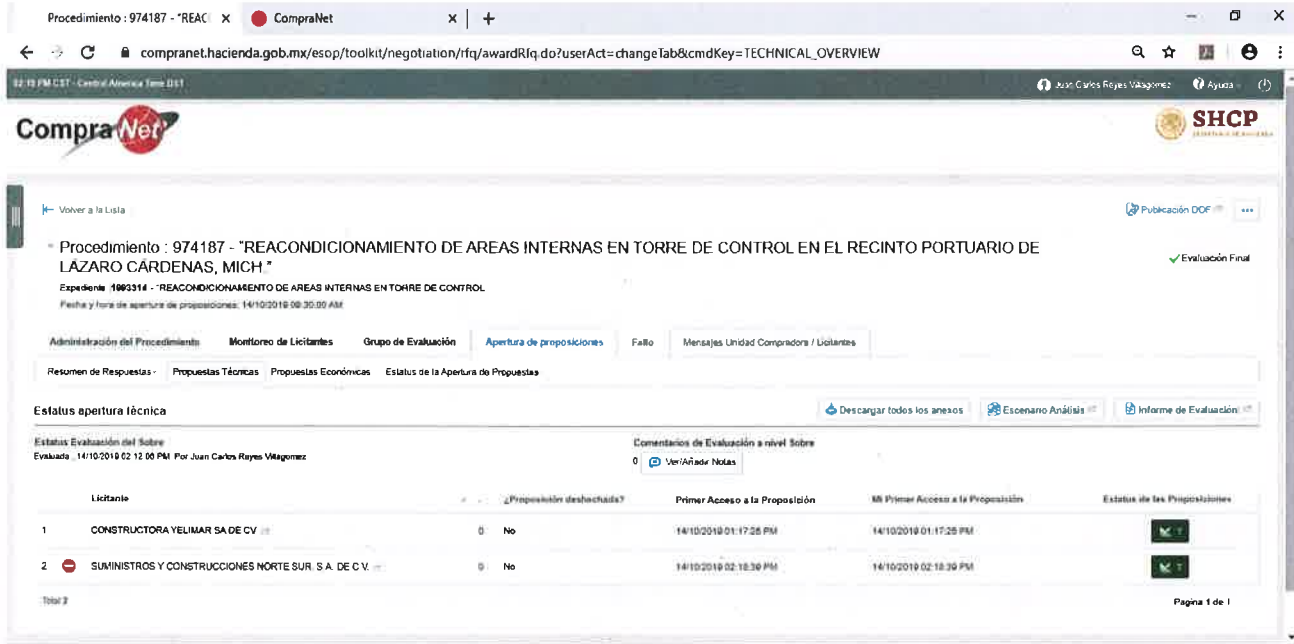 Procedimiento : 974187 - "REAC X
CompraNet x +
compranet.hacienda.gob.mx/esop/toolkit/negotiation/rfq/awardRfq.do?userAct=changeTab&cmdKey=TECHNICAL_OVERVIEW
PM CST - Central America Time
Juan Carlos Reyes Villagomez Ayuda
CompraNet
SHCP
Volver a la Lista
Publicación DOF
Procedimiento : 974187 - "REACONDICIONAMIENTO DE AREAS INTERNAS EN TORRE DE CONTROL EN EL RECINTO PORTUARIO DE
LÁZARO CÁRDENAS, MICH."
Evaluación Final
Expediente : - "REACONDICIONAMIENTO DE AREAS INTERNAS EN TORRE DE CONTROL
Fecha y hora de apertura de proposiciones: 14/10/2019 09:30:00 AM
Administración del Procedimiento Monitoreo de Licitantes Grupo de Evaluación Apertura de proposiciones Fallo Mensajes Unidad Compradora / Licitantes
Resumen de Respuestas Propuestas Técnicas Propuestas Económicas Estatus de la Apertura de Propuestas
Estatus apertura técnica
Descargar todos los anexos Escenario Análisis Informe de Evaluación
Estatus Evaluación del Sobre Comentarios de Evaluación a nivel Sobre
Evaluada 14/10/2019 02:12:06 PM Por Juan Carlos Reyes Villagomez 0 Ver/Añadir Notas
Licitante ¿Proposición deshechada? Primer Acceso a la Proposición Mi Primer Acceso a la Proposición Estatus de las Proposiciones
1 CONSTRUCTORA YELIMAR SA DE CV 0 No 14/10/2019 01:17:25 PM 14/10/2019 01:17:25 PM T
2 SUMINISTROS Y CONSTRUCCIONES NORTE SUR, S.A. DE C.V. 0 No 14/10/2019 02:18:39 PM 14/10/2019 02:18:39 PM T
Total 2
Pagina 1 de 1